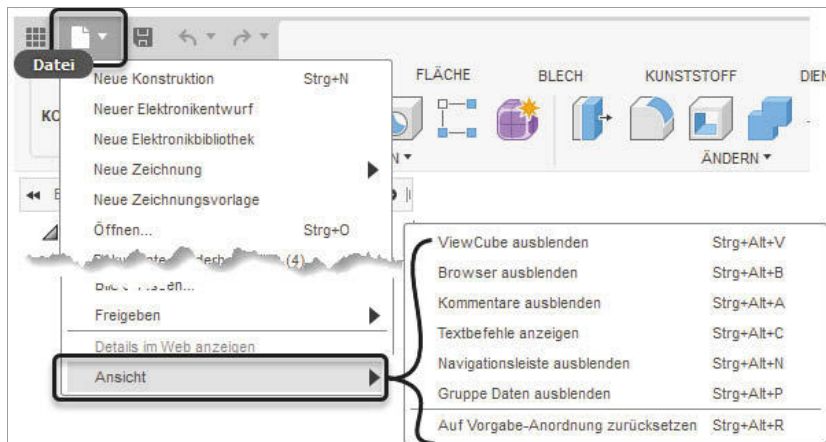 Datei
FLÄCHE
BLECH
KUNSTSTOFF
DIEN
ÄNDERN
Neue Konstruktion Strg+N
Neuer Elektronikentwurf
Neue Elektronikbibliothek
Neue Zeichnung
Neue Zeichnungsvorlage
Öffnen... Strg+O
(4)
Freigeben
Details im Web anzeigen
Ansicht
ViewCube ausblenden Strg+Alt+V
Browser ausblenden Strg+Alt+B
Kommentare ausblenden Strg+Alt+A
Textbefehle anzeigen Strg+Alt+C
Navigationsleiste ausblenden Strg+Alt+N
Gruppe Daten ausblenden Strg+Alt+P
Auf Vorgabe-Anordnung zurücksetzen Strg+Alt+R